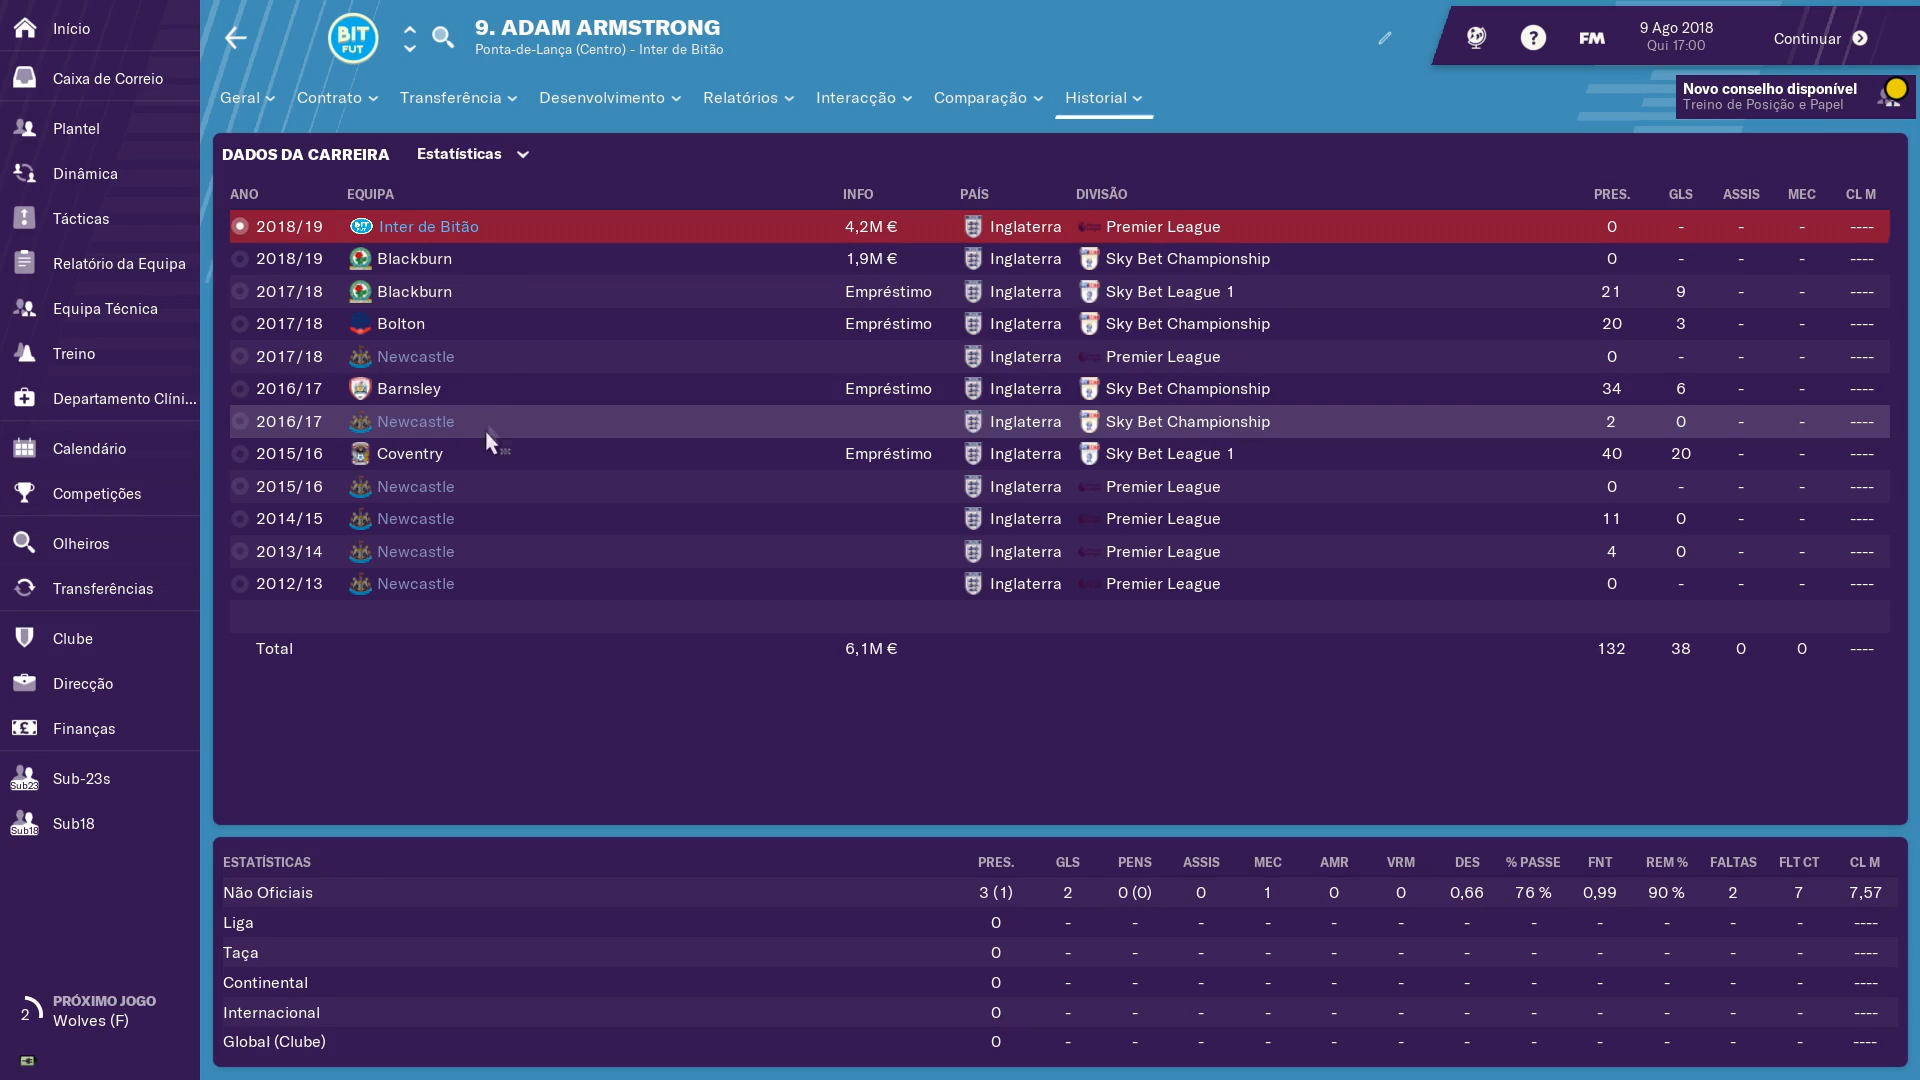 Início
Caixa de Correio
Plantel
Dinâmica
Tácticas
Relatório da Equipa
Equipa Técnica
Treino
Departamento Clíni...
Calendário
Competições
Olheiros
Transferências
Clube
Direcção
Finanças
Sub23 Sub-23s
Sub18 Sub18
2 PRÓXIMO JOGO
Wolves (F)
BIT FUT
9. ADAM ARMSTRONG
Ponta-de-Lança (Centro) - Inter de Bitão
? FM
9 Ago 2018
Qui 17:00
Continuar
Geral Contrato Transferência Desenvolvimento Relatórios Interacção Comparação Historial
Novo conselho disponível
Treino de Posição e Papel
DADOS DA CARREIRA Estatísticas
ANO EQUIPA INFO PAÍS DIVISÃO PRES. GLS ASSIS MEC CL M
2018/19 Inter de Bitão 4,2M € Inglaterra Premier League 0 - - - ----
2018/19 Blackburn 1,9M € Inglaterra Sky Bet Championship 0 - - - ----
2017/18 Blackburn Empréstimo Inglaterra Sky Bet League 1 21 9 - - ----
2017/18 Bolton Empréstimo Inglaterra Sky Bet Championship 20 3 - - ----
2017/18 Newcastle Inglaterra Premier League 0 - - - ----
2016/17 Barnsley Empréstimo Inglaterra Sky Bet Championship 34 6 - - ----
2016/17 Newcastle Inglaterra Sky Bet Championship 2 0 - - ----
2015/16 Coventry Empréstimo Inglaterra Sky Bet League 1 40 20 - - ----
2015/16 Newcastle Inglaterra Premier League 0 - - - ----
2014/15 Newcastle Inglaterra Premier League 11 0 - - ----
2013/14 Newcastle Inglaterra Premier League 4 0 - - ----
2012/13 Newcastle Inglaterra Premier League 0 - - - ----
Total 6,1M € 132 38 0 0 ----
ESTATÍSTICAS PRES. GLS PENS ASSIS MEC AMR VRM DES % PASSE FNT REM % FALTAS FLT CT CL M
Não Oficiais 3 (1) 2 0 (0) 0 1 0 0 0,66 76 % 0,99 90 % 2 7 7,57
Liga 0 - - - - - - - - - - - - ----
Taça 0 - - - - - - - - - - - - ----
Continental 0 - - - - - - - - - - - - ----
Internacional 0 - - - - - - - - - - - - ----
Global (Clube) 0 - - - - - - - - - - - - ----